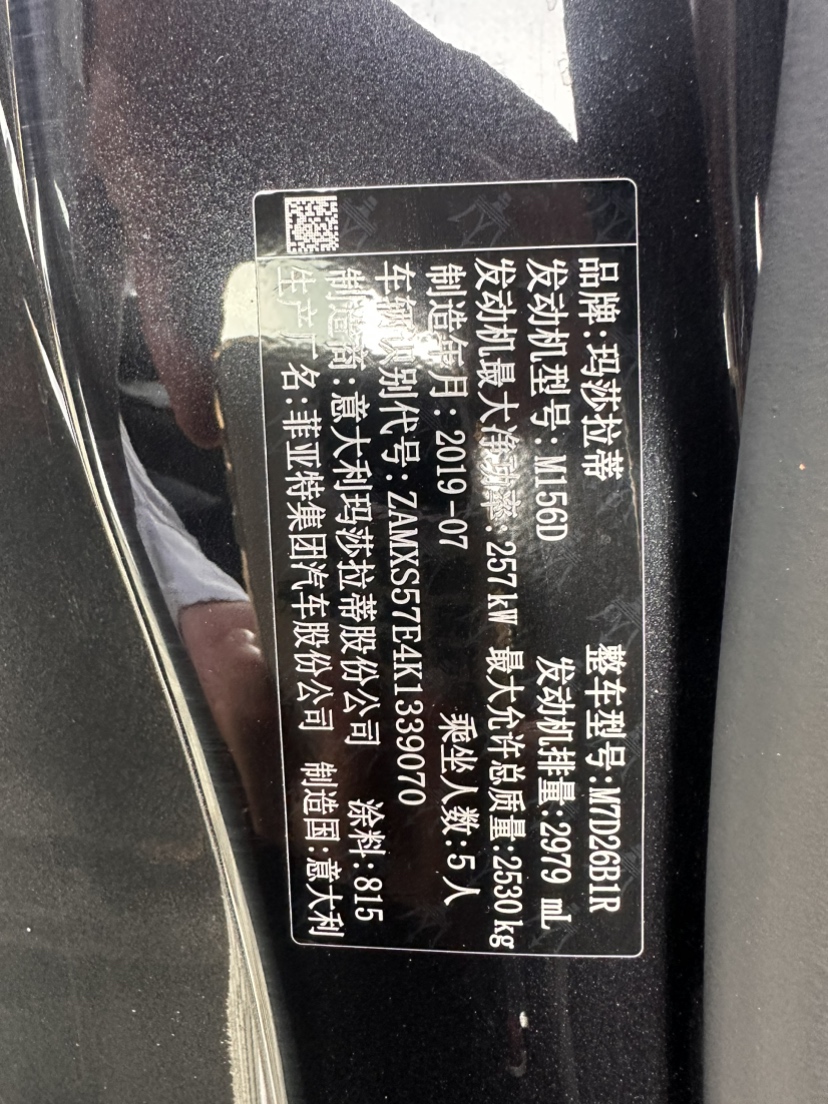 品牌:玛莎拉蒂 整车型号:M7D26B1R
发动机型号:M156D 发动机排量:2979 mL
发动机最大净功率:257kW 最大允许总质量:2530kg
制造年月:2019-07 乘坐人数:5人
车辆识别代号:ZAMXS57E4K1339070
制造商:意大利玛莎拉蒂股份公司 涂料:815
生产厂名:菲亚特集团汽车股份公司 制造国:意大利